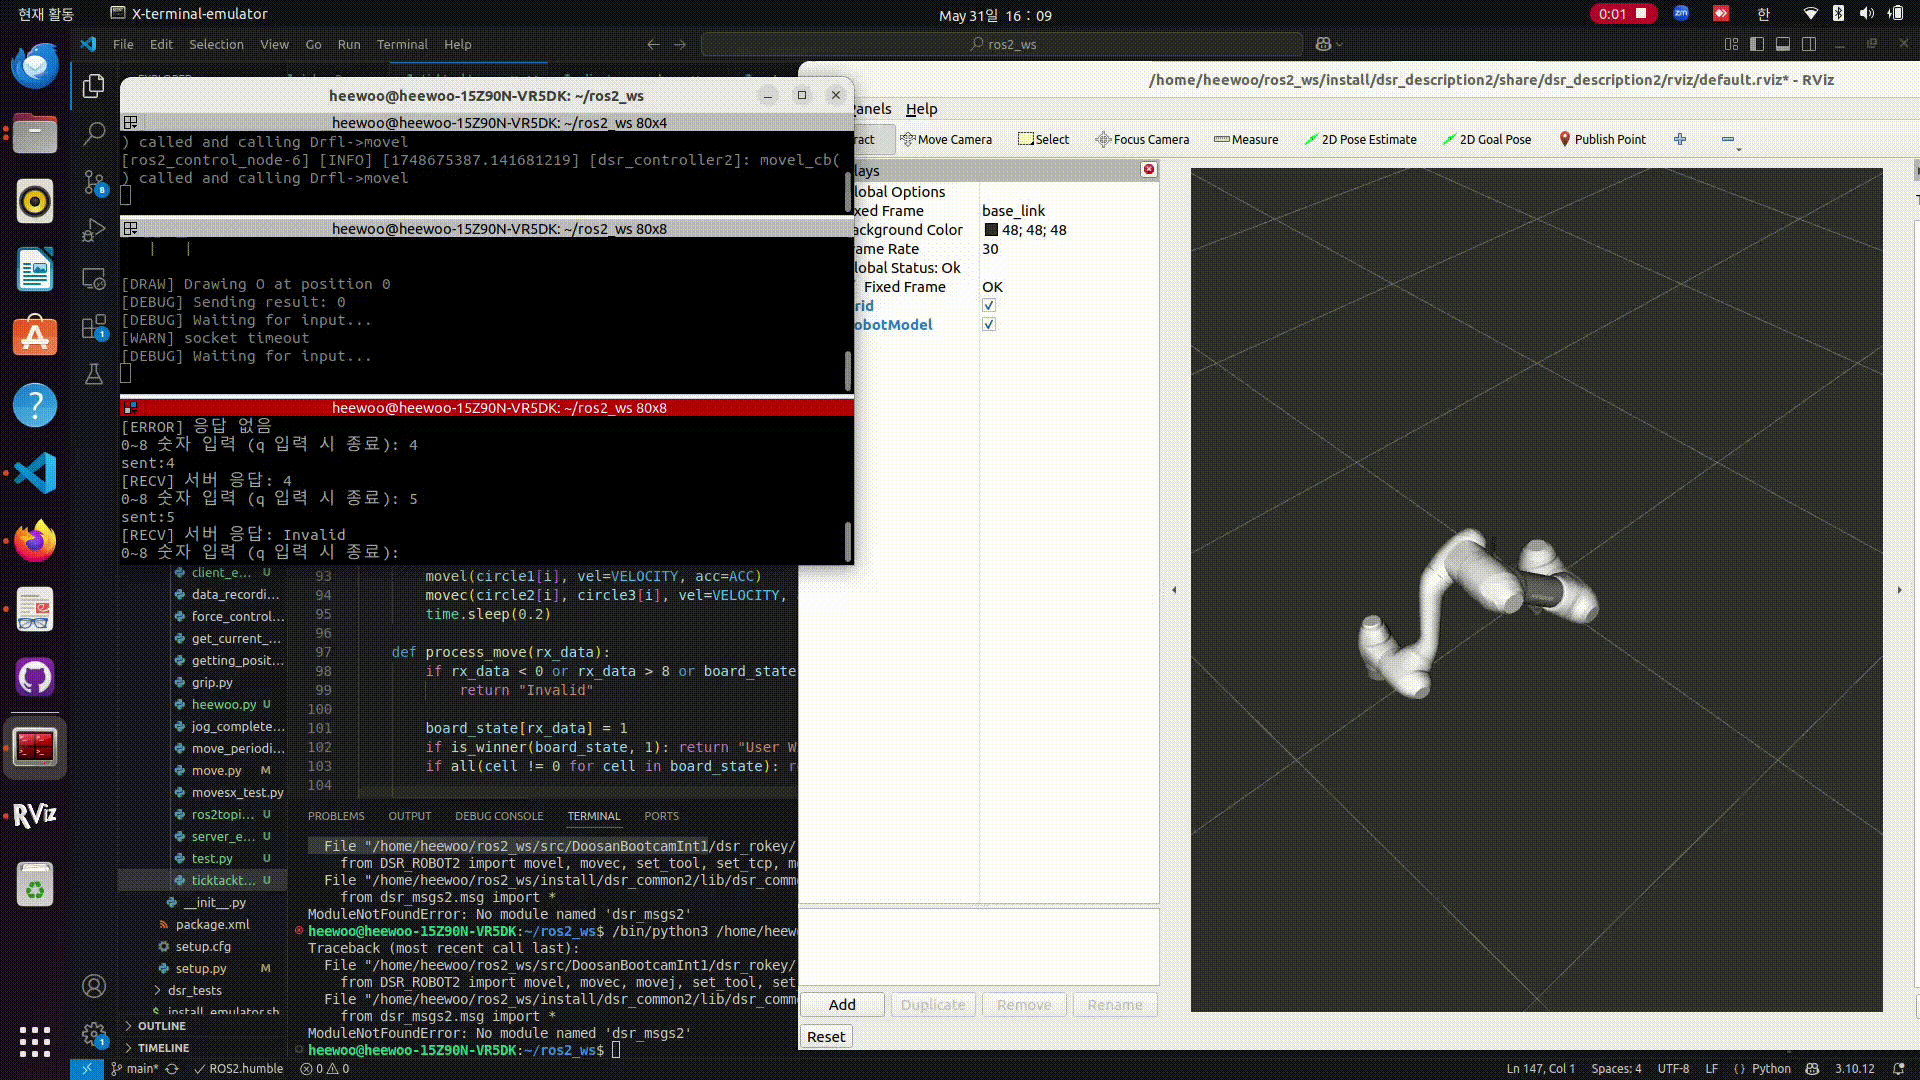 현재 활동
X-terminal-emulator
May 31일 16 : 09
0:01
zm
한
File Edit Selection View Go Run Terminal Help
ros2_ws
heewoo@heewoo-15Z90N-VR5DK: ~/ros2_ws
heewoo@heewoo-15Z90N-VR5DK: ~/ros2_ws 80x4
) called and calling Drfl->movel
[ros2_control_node-6] [INFO] [1748675387.141681219] [dsr_controller2]: movel_cb(
) called and calling Drfl->movel
heewoo@heewoo-15Z90N-VR5DK: ~/ros2_ws 80x8
| |
[DRAW] Drawing O at position 0
[DEBUG] Sending result: 0
[DEBUG] Waiting for input...
[WARN] socket timeout
[DEBUG] Waiting for input...
heewoo@heewoo-15Z90N-VR5DK: ~/ros2_ws 80x8
[ERROR] 응답 없음
0~8 숫자 입력 (q 입력 시 종료): 4
sent:4
[RECV] 서버 응답: 4
0~8 숫자 입력 (q 입력 시 종료): 5
sent:5
[RECV] 서버 응답: Invalid
0~8 숫자 입력 (q 입력 시 종료):
client_e... U
data_recordi...
force_control...
get_current_...
getting_posit...
grip.py
heewoo.py U
jog_complete...
move_periodi...
move.py M
movesx_test.py
ros2topi... U
server_e... U
test.py U
ticktackt... U
__init__.py
package.xml
setup.cfg
setup.py M
dsr_tests
install_emulator.sh
OUTLINE
TIMELINE
93 movel(circle1[i], vel=VELOCITY, acc=ACC)
94 movec(circle2[i], circle3[i], vel=VELOCITY,
95 time.sleep(0.2)
96
97 def process_move(rx_data):
98 if rx_data < 0 or rx_data > 8 or board_state
99 return "Invalid"
100
101 board_state[rx_data] = 1
102 if is_winner(board_state, 1): return "User W
103 if all(cell != 0 for cell in board_state): r
104
PROBLEMS OUTPUT DEBUG CONSOLE TERMINAL PORTS
File "/home/heewoo/ros2_ws/src/DoosanBootcamInt1/dsr_rokey/
from DSR_ROBOT2 import movel, movec, set_tool, set_tcp, m
File "/home/heewoo/ros2_ws/install/dsr_common2/lib/dsr_comm
from dsr_msgs2.msg import *
ModuleNotFoundError: No module named 'dsr_msgs2'
heewoo@heewoo-15Z90N-VR5DK:~/ros2_ws$ /bin/python3 /home/heew
Traceback (most recent call last):
File "/home/heewoo/ros2_ws/src/DoosanBootcamInt1/dsr_rokey/
from DSR_ROBOT2 import movel, movec, movej, set_tool, set
File "/home/heewoo/ros2_ws/install/dsr_common2/lib/dsr_comm
from dsr_msgs2.msg import *
ModuleNotFoundError: No module named 'dsr_msgs2'
heewoo@heewoo-15Z90N-VR5DK:~/ros2_ws$
/home/heewoo/ros2_ws/install/dsr_description2/share/dsr_description2/rviz/default.rviz* - RViz
anels Help
ract Move Camera Select Focus Camera Measure 2D Pose Estimate 2D Goal Pose Publish Point
lays
lobal Options
xed Frame base_link
ackground Color 48; 48; 48
ame Rate 30
lobal Status: Ok
Fixed Frame OK
rid
obotModel
Add Duplicate Remove Rename
Reset
RViz
main* ROS2.humble 0 0
Ln 147, Col 1 Spaces: 4 UTF-8 LF { } Python 3.10.12